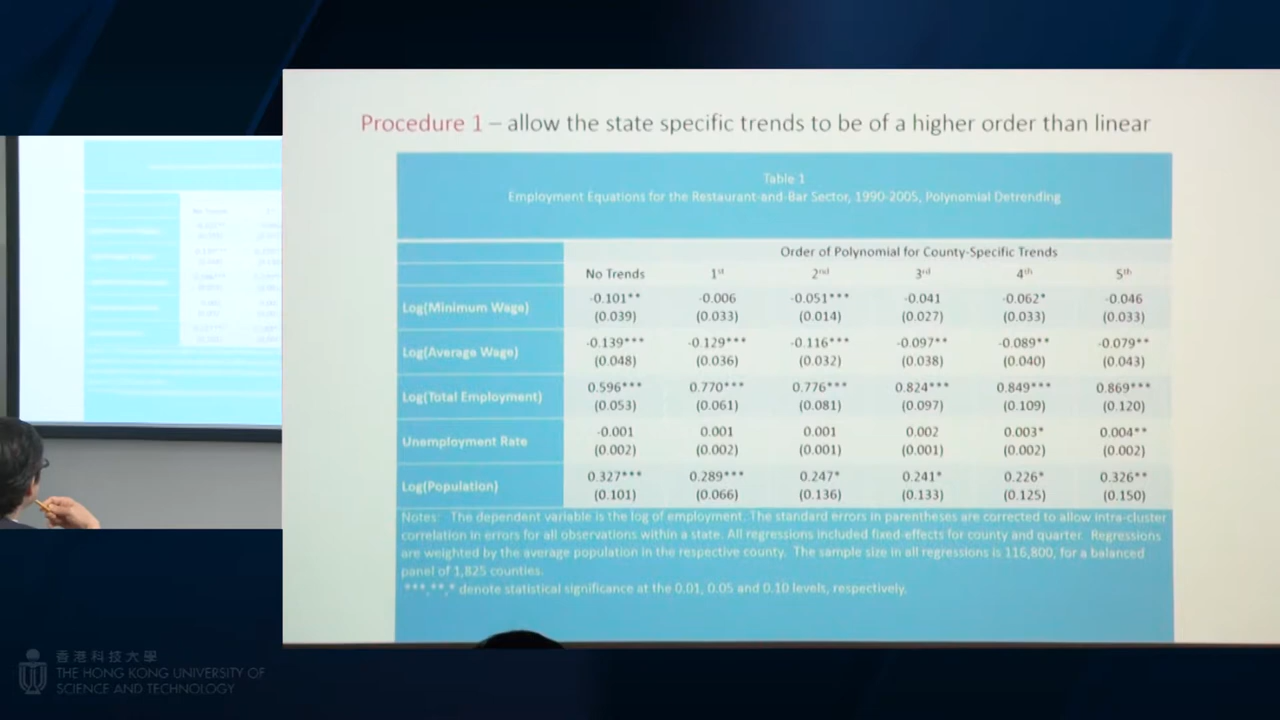 Procedure 1 – allow the state specific trends to be of a higher order than linear
Table 1
Employment Equations for the Restaurant-and-Bar Sector, 1990-2005, Polynomial Detrending
Order of Polynomial for County-Specific Trends
No Trends 1st 2nd 3rd 4th 5th
Log(Minimum Wage) -0.101** -0.006 -0.051*** -0.041 -0.062* -0.046
(0.039) (0.033) (0.014) (0.027) (0.033) (0.033)
Log(Average Wage) -0.139*** -0.129*** -0.116*** -0.097** -0.089** -0.079**
(0.048) (0.036) (0.032) (0.038) (0.040) (0.043)
Log(Total Employment) 0.596*** 0.770*** 0.776*** 0.824*** 0.849*** 0.869***
(0.053) (0.061) (0.081) (0.097) (0.109) (0.120)
Unemployment Rate -0.001 0.001 0.001 0.002 0.003* 0.004**
(0.002) (0.002) (0.001) (0.001) (0.002) (0.002)
Log(Population) 0.327*** 0.289*** 0.247* 0.241* 0.226* 0.326**
(0.101) (0.066) (0.136) (0.133) (0.125) (0.150)
Notes: The dependent variable is the log of employment. The standard errors in parentheses are corrected to allow intra-cluster
correlation in errors for all observations within a state. All regressions included fixed effects for county and quarter. Regressions
are weighted by the average population in the respective county. The sample size in all regressions is 116,800, for a balanced
panel of 1,825 counties.
***,**,* denote statistical significance at the 0.01, 0.05 and 0.10 levels, respectively.
香港科技大學
THE HONG KONG UNIVERSITY OF
SCIENCE AND TECHNOLOGY